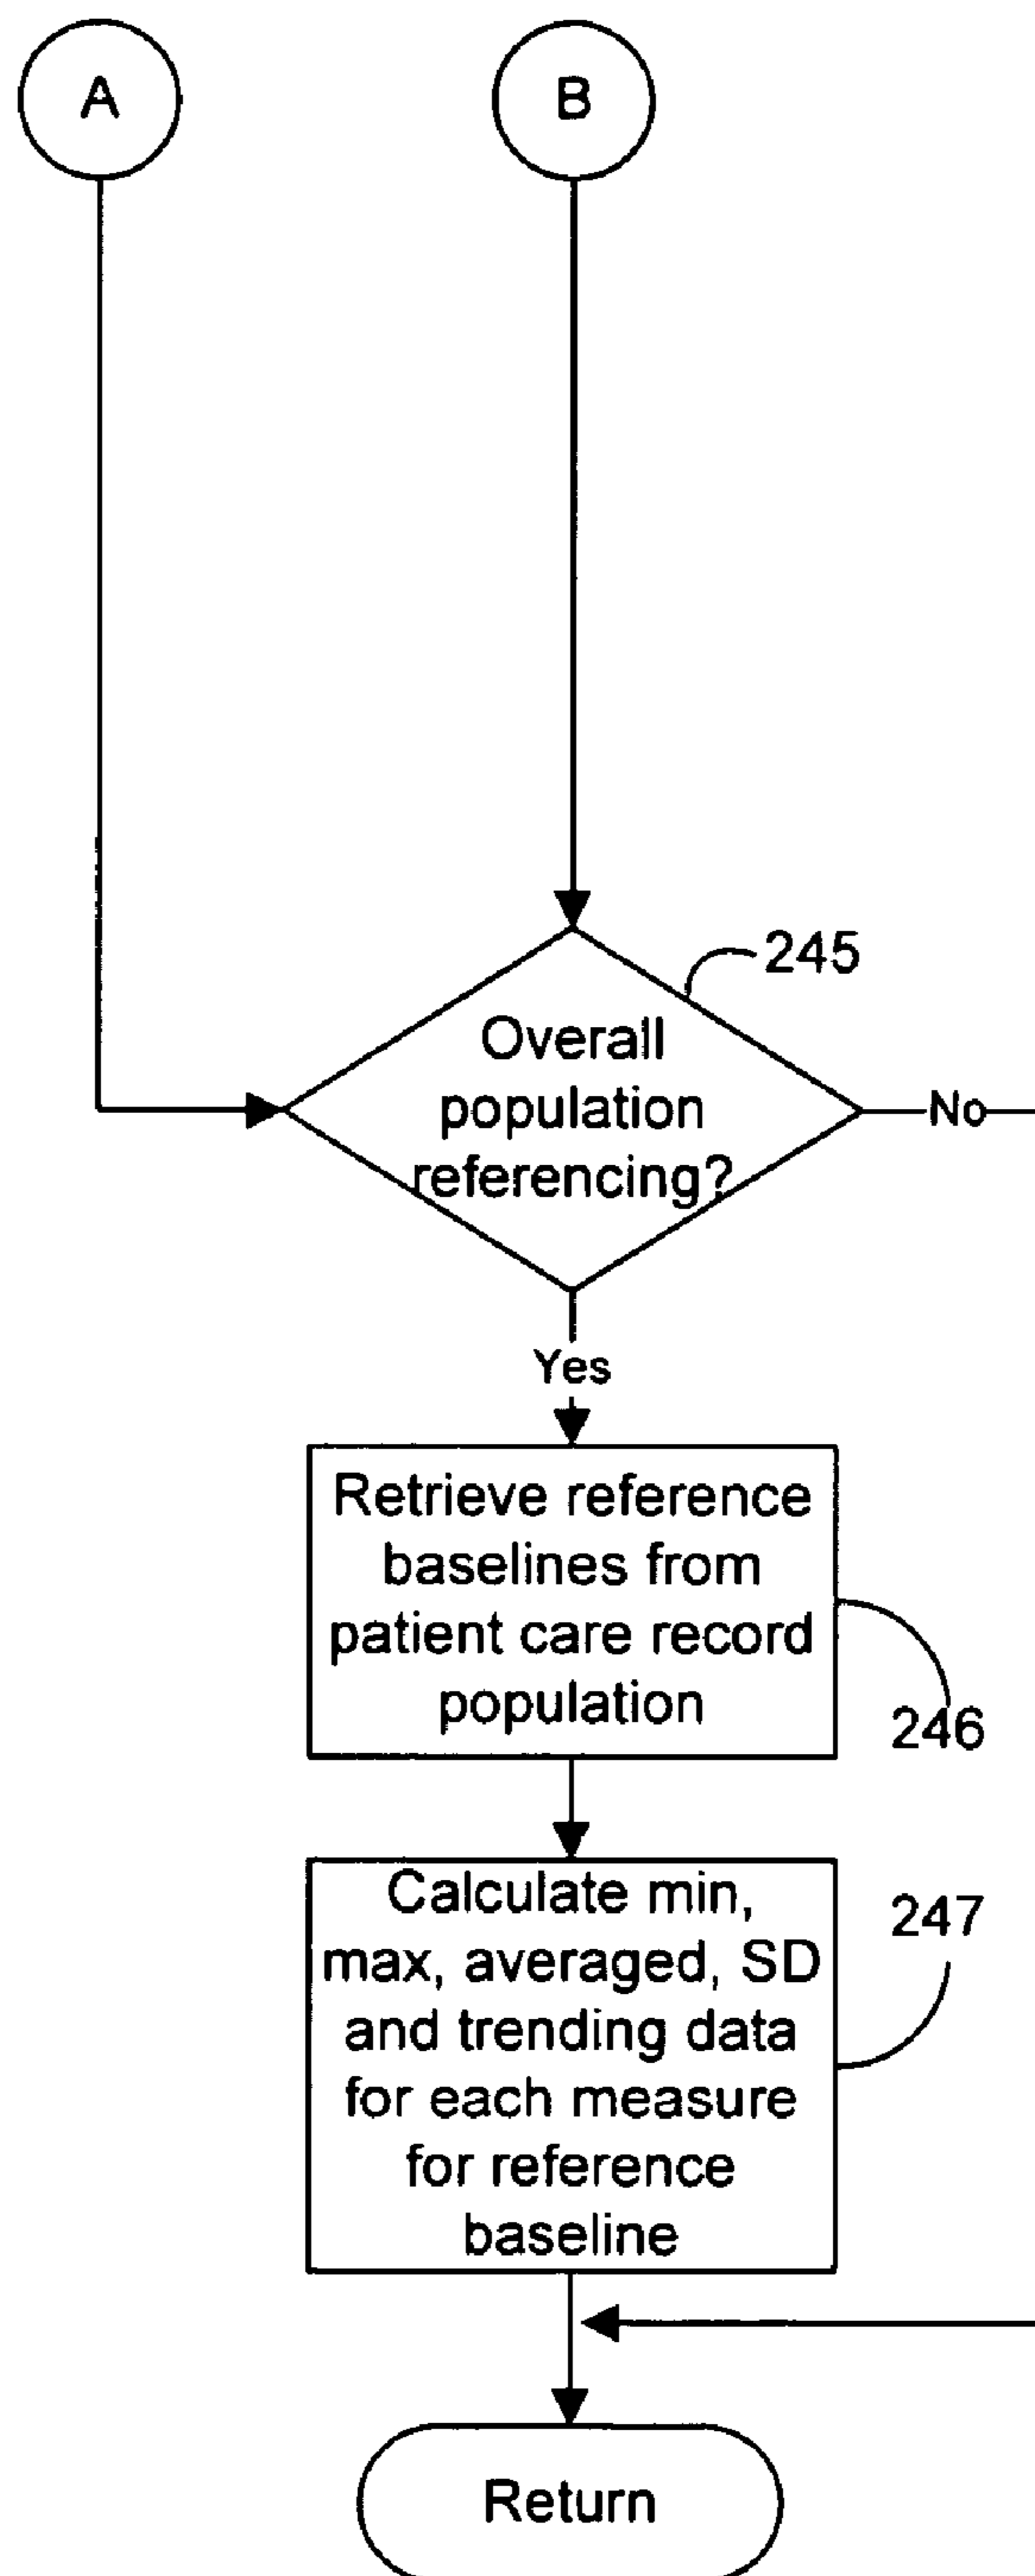 A
B
245
Overall
population
referencing?
No
Yes
Retrieve reference
baselines from
patient care record
population
246
Calculate min,
max, averaged, SD
and trending data
for each measure
for reference
baseline
247
Return